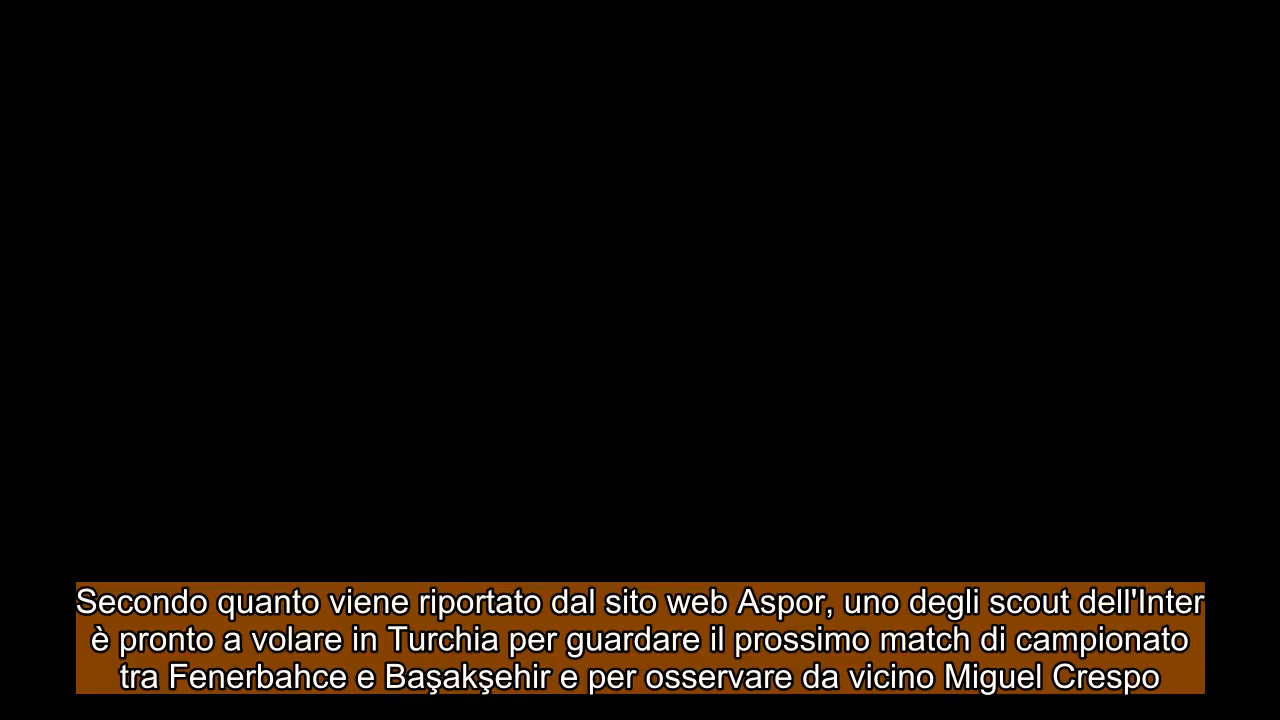 Secondo quanto viene riportato dal sito web Aspor, uno degli scout dell'Inter
è pronto a volare in Turchia per guardare il prossimo match di campionato
tra Fenerbahce e Başakşehir e per osservare da vicino Miguel Crespo